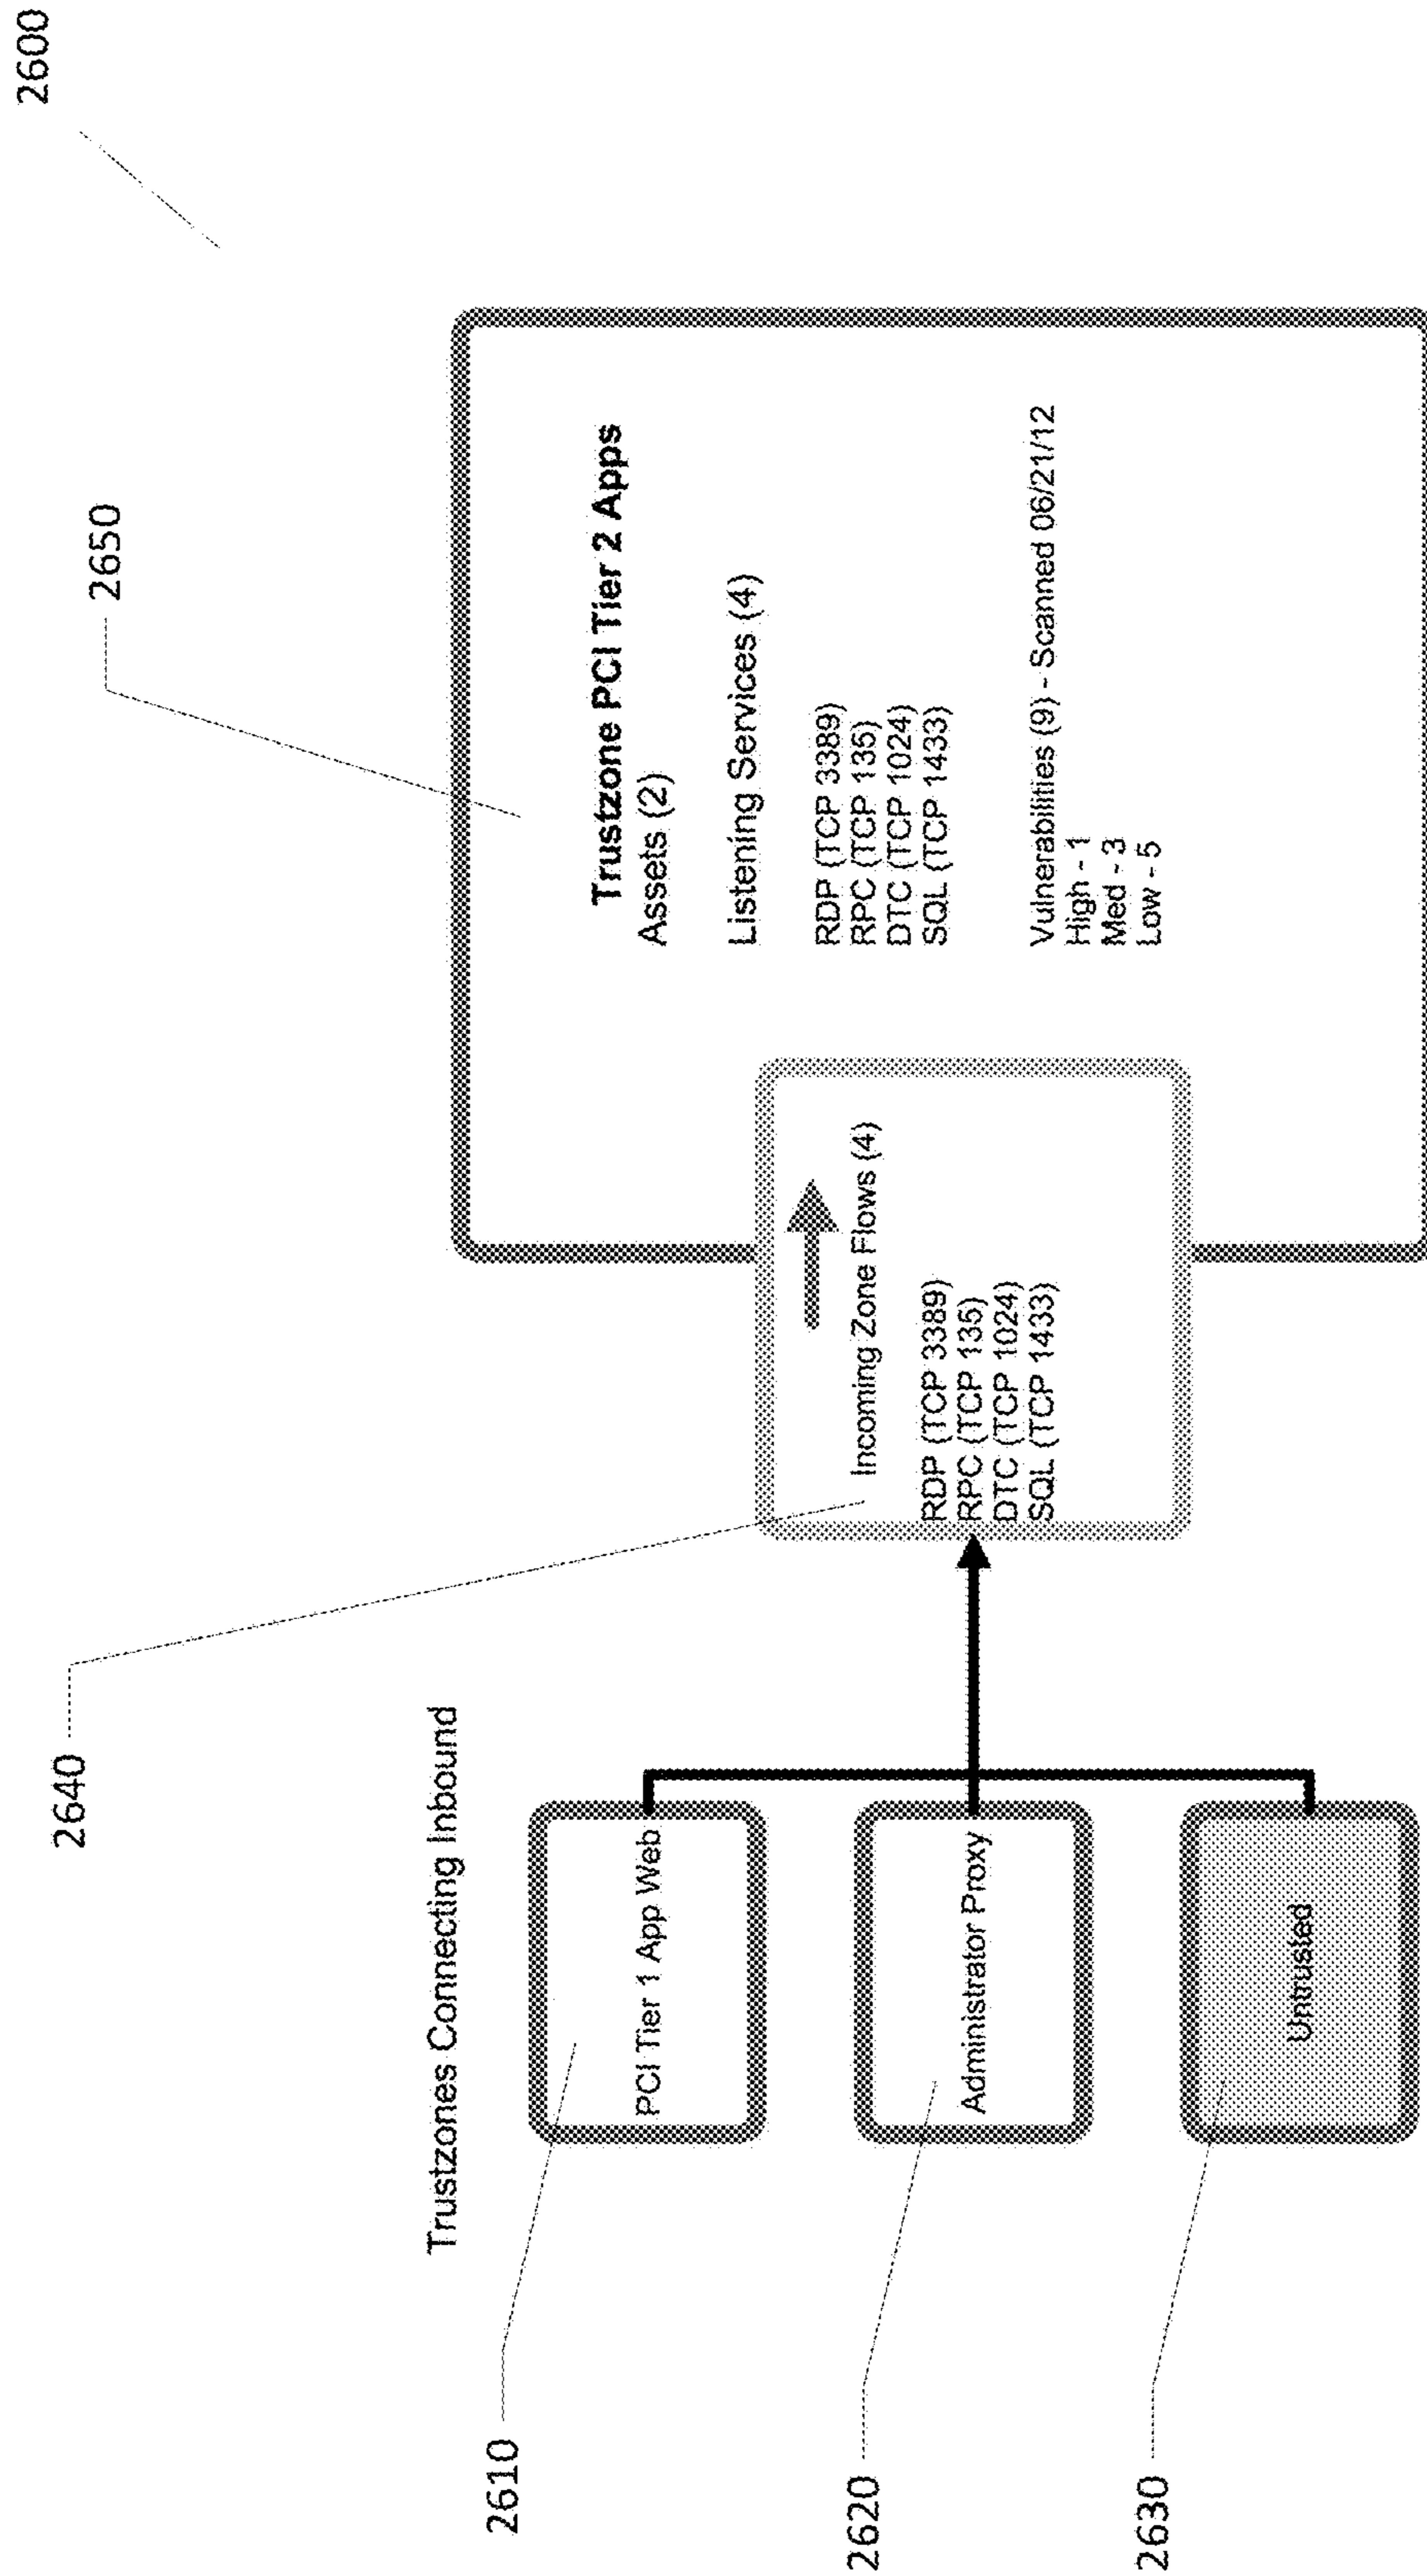 2600
2650
2640
Trustzones Connecting Inbound
2610
PCI Tier 1 App Web
2620
Administrator Proxy
2630
Untrusted
Incoming Zone Flows (4)
RDP (TCP 3389)
RPC (TCP 135)
DTC (TCP 1024)
SQL (TCP 1433)
Trustzone PCI Tier 2 Apps
Assets (2)
Listening Services (4)
RDP (TCP 3389)
RPC (TCP 135)
DTC (TCP 1024)
SQL (TCP 1433)
Vulnerabilities (9) - Scanned 06/21/12
High - 1
Med - 3
Low - 5